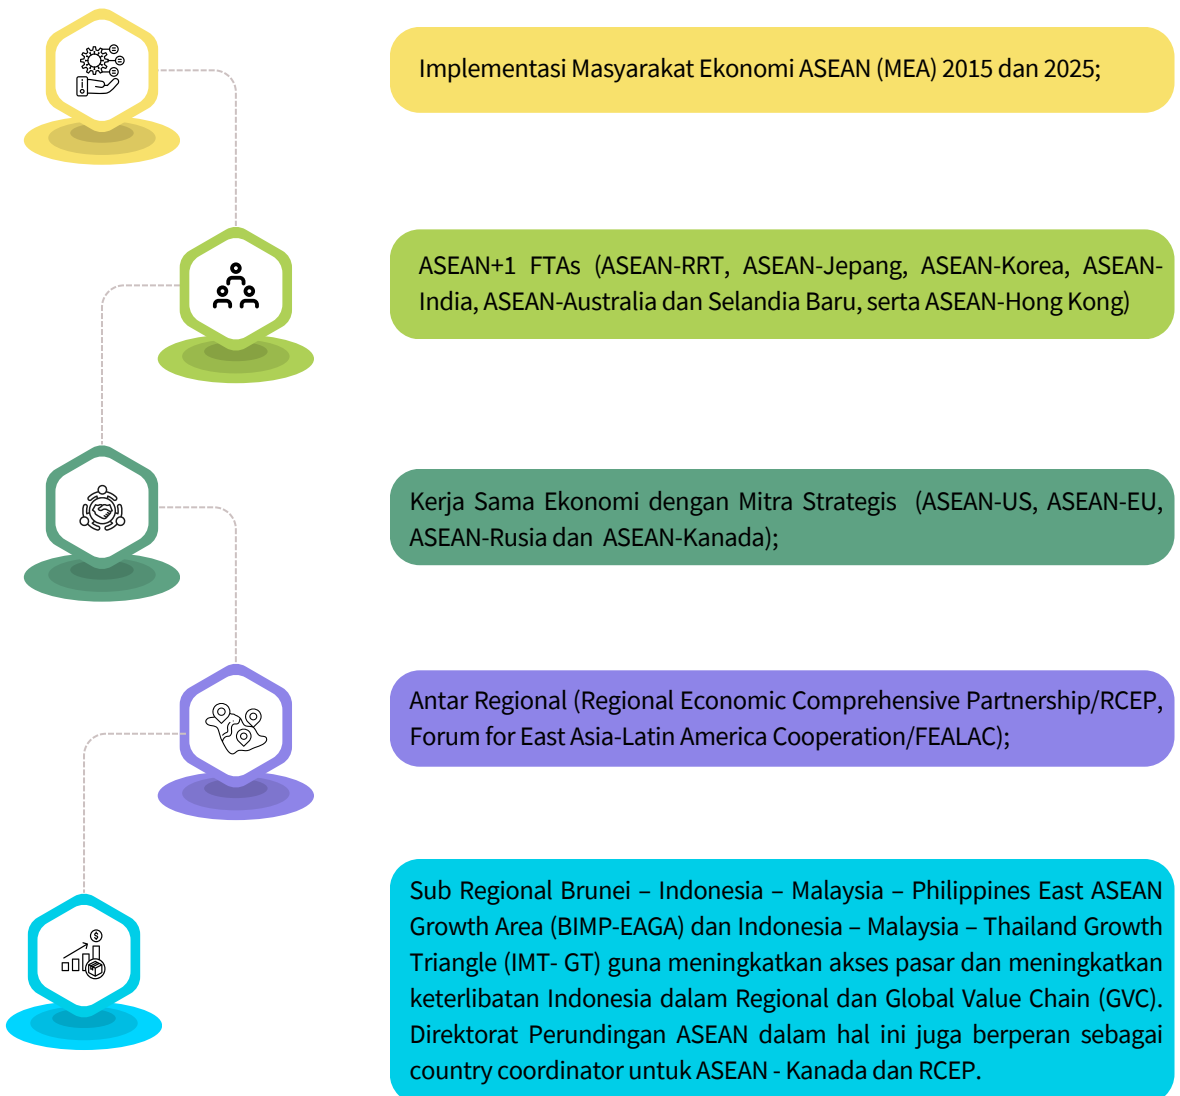 Implementasi Masyarakat Ekonomi ASEAN (MEA) 2015 dan 2025;
ASEAN+1 FTAs (ASEAN-RRT, ASEAN-Jepang, ASEAN-Korea, ASEAN-
India, ASEAN-Australia dan Selandia Baru, serta ASEAN-Hong Kong)
Kerja Sama Ekonomi dengan Mitra Strategis (ASEAN-US, ASEAN-EU,
ASEAN-Rusia dan ASEAN-Kanada);
Antar Regional (Regional Economic Comprehensive Partnership/RCEP,
Forum for East Asia-Latin America Cooperation/FEALAC);
Sub Regional Brunei – Indonesia – Malaysia – Philippines East ASEAN
Growth Area (BIMP-EAGA) dan Indonesia – Malaysia – Thailand Growth
Triangle (IMT- GT) guna meningkatkan akses pasar dan meningkatkan
keterlibatan Indonesia dalam Regional dan Global Value Chain (GVC).
Direktorat Perundingan ASEAN dalam hal ini juga berperan sebagai
country coordinator untuk ASEAN - Kanada dan RCEP.